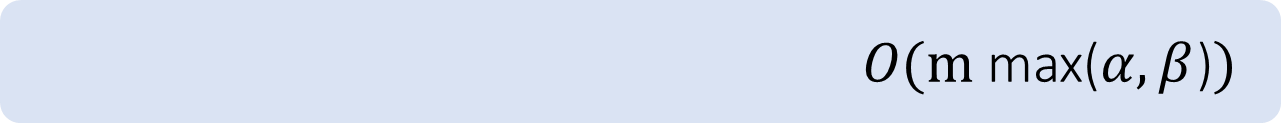 𝑂(m max(𝛼, 𝛽))